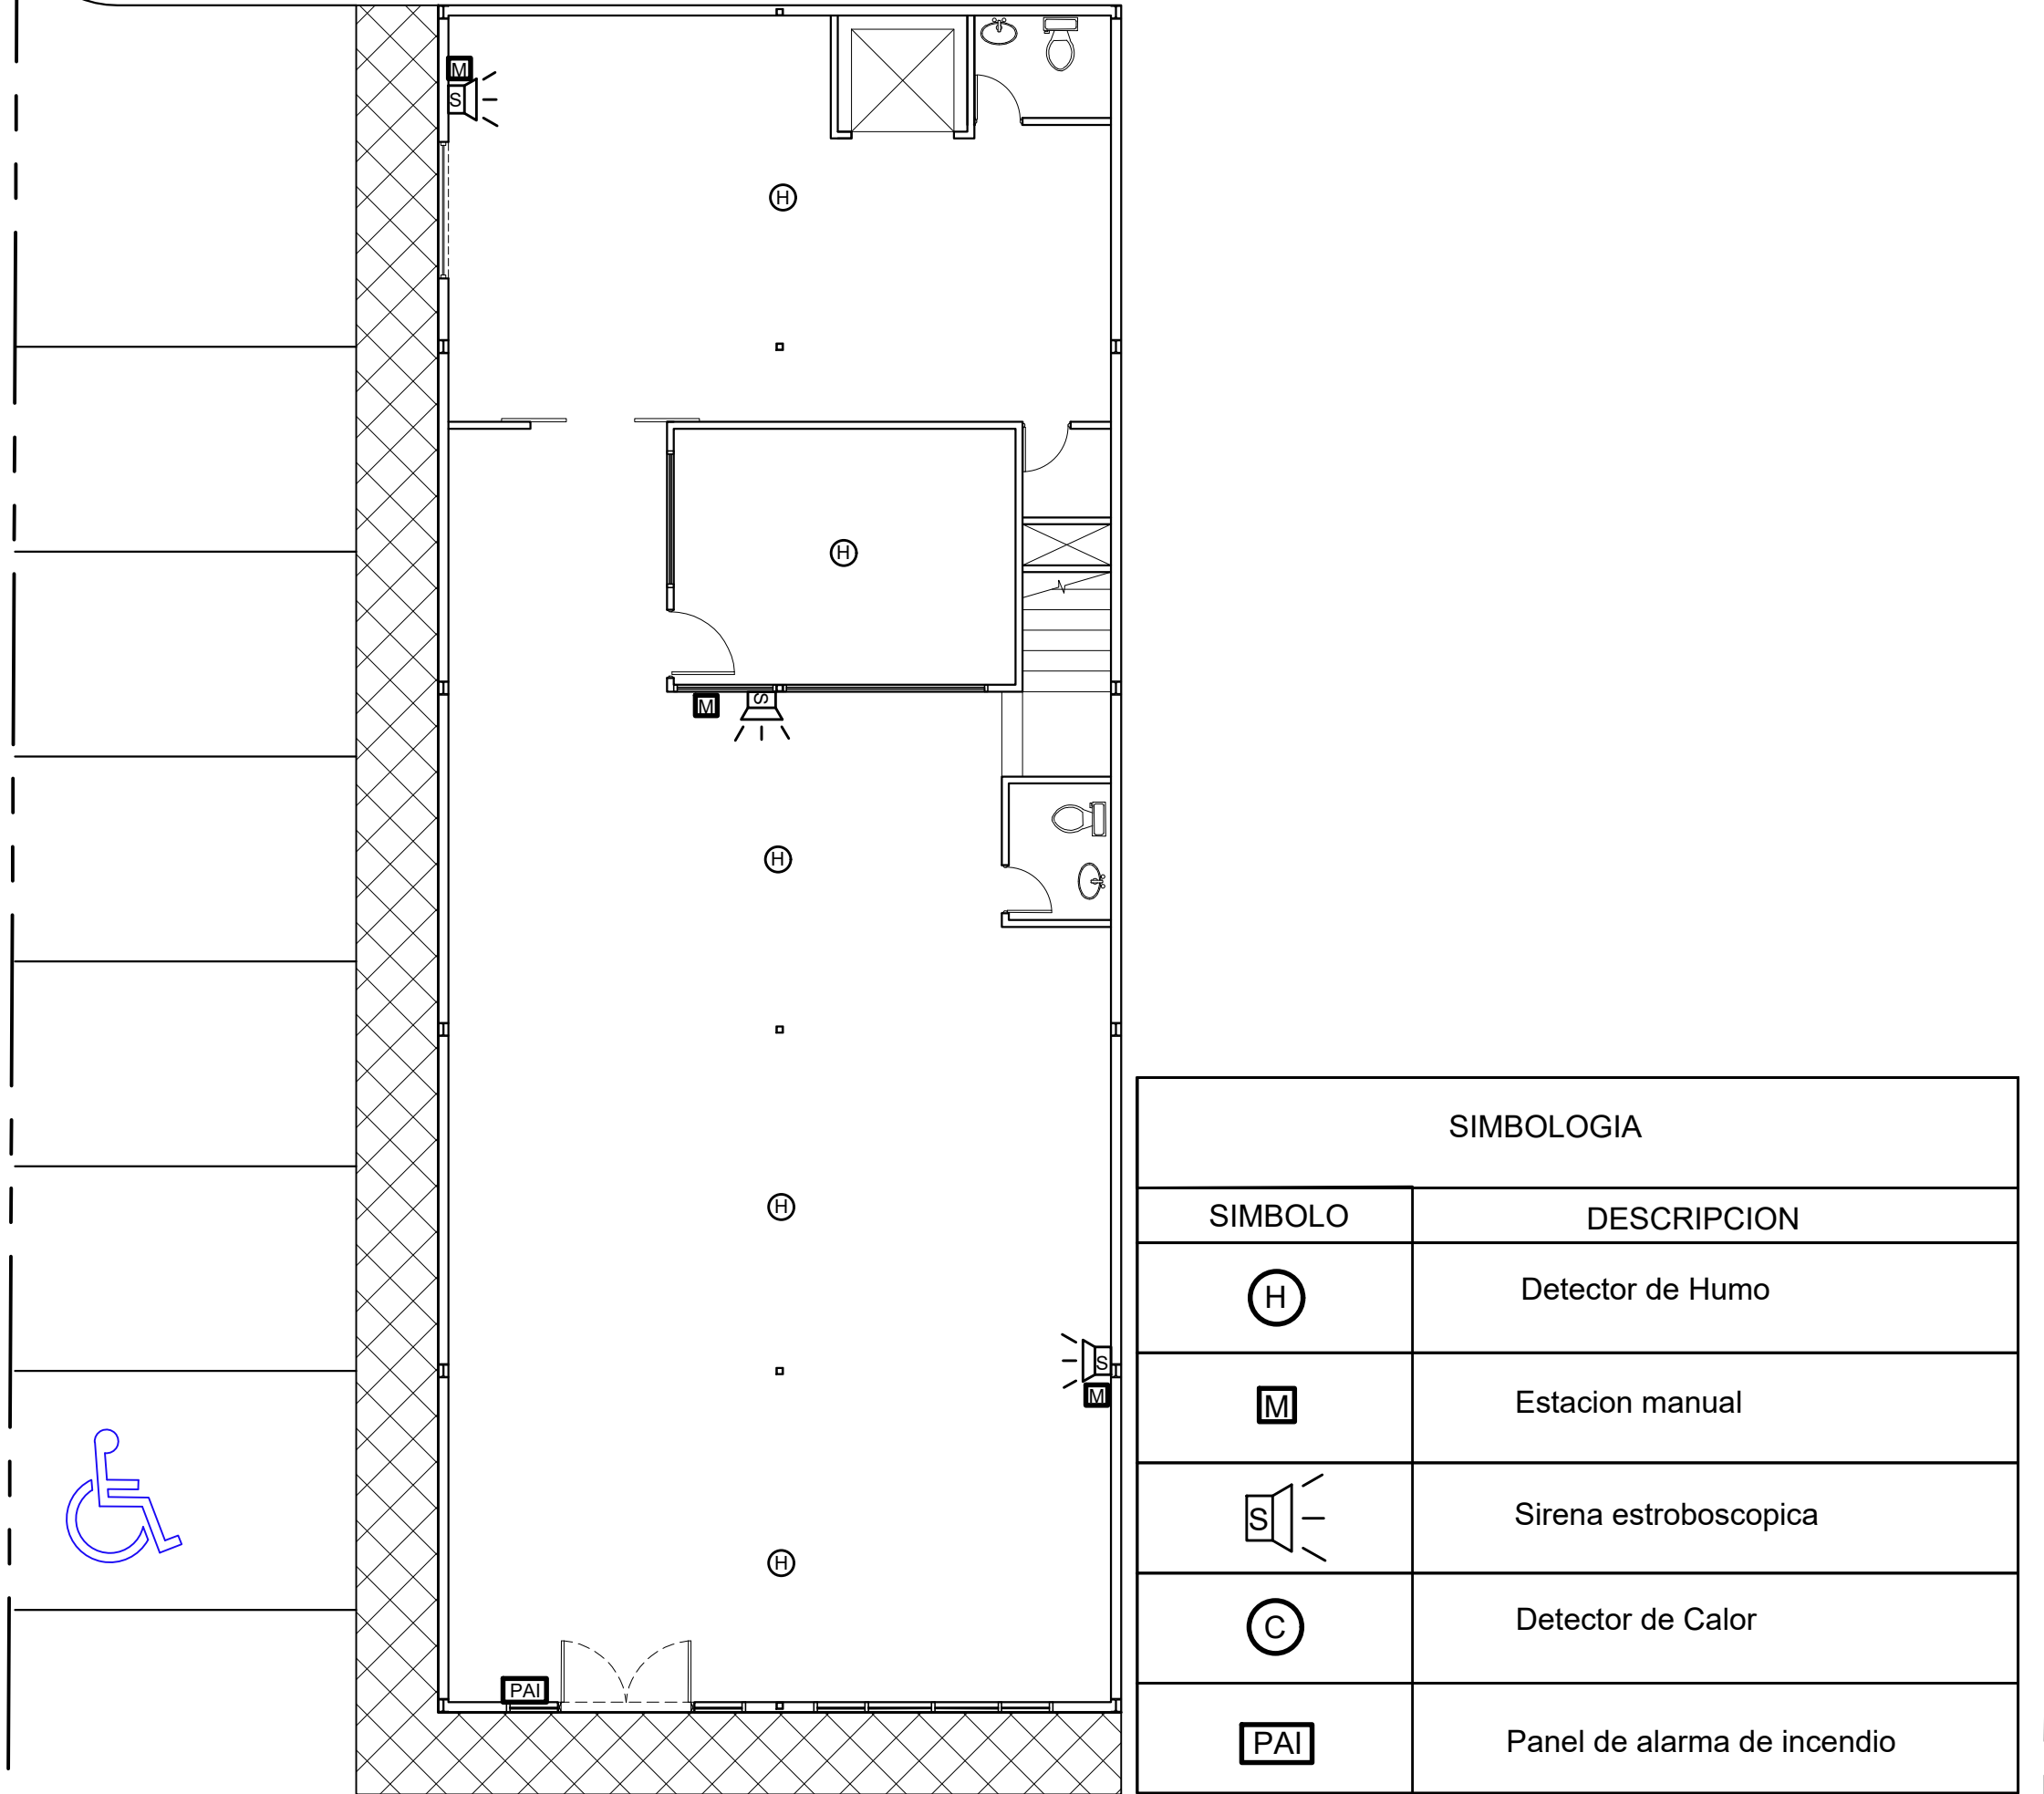 M
S
H
H
M
S
H
H
S
M
H
PAI
SIMBOLOGIA
SIMBOLO DESCRIPCION
H Detector de Humo
M Estacion manual
S Sirena estroboscopica
C Detector de Calor
PAI Panel de alarma de incendio